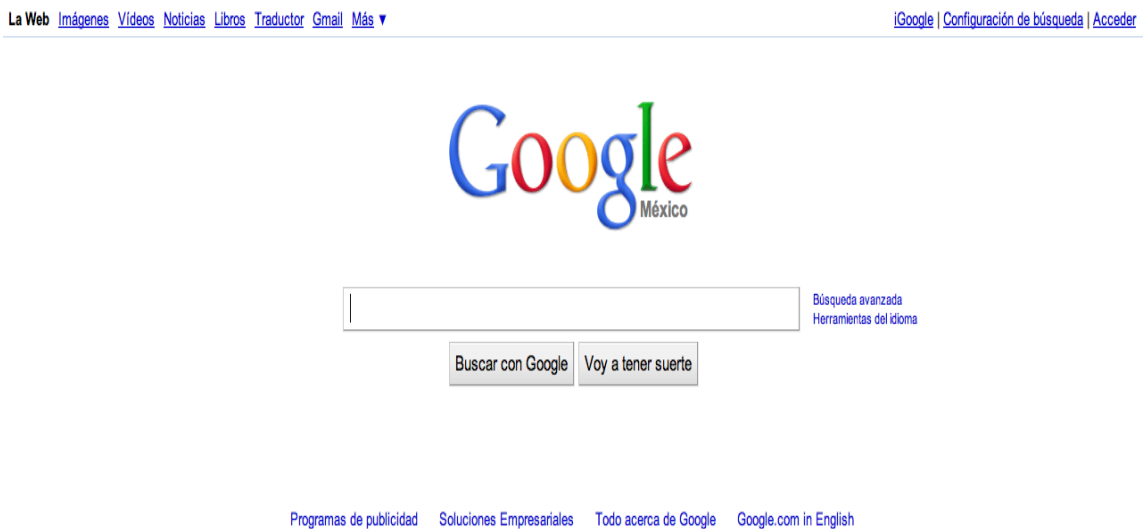 La Web Imágenes Vídeos Noticias Libros Traductor Gmail Más ▼ iGoogle | Configuración de búsqueda | Acceder
Google
México
Búsqueda avanzada
Herramientas del idioma
Buscar con Google Voy a tener suerte
Programas de publicidad Soluciones Empresariales Todo acerca de Google Google.com in English